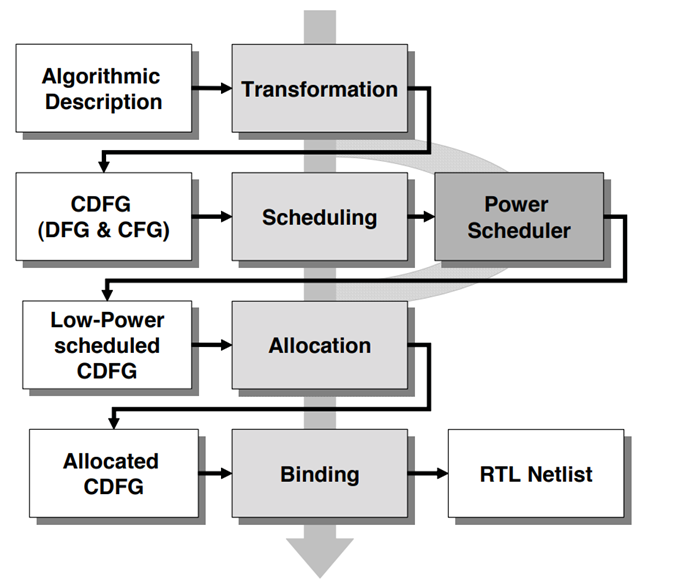 Algorithmic
Description
Transformation
CDFG
(DFG & CFG)
Scheduling
Power
Scheduler
Low-Power
scheduled
CDFG
Allocation
Allocated
CDFG
Binding
RTL Netlist